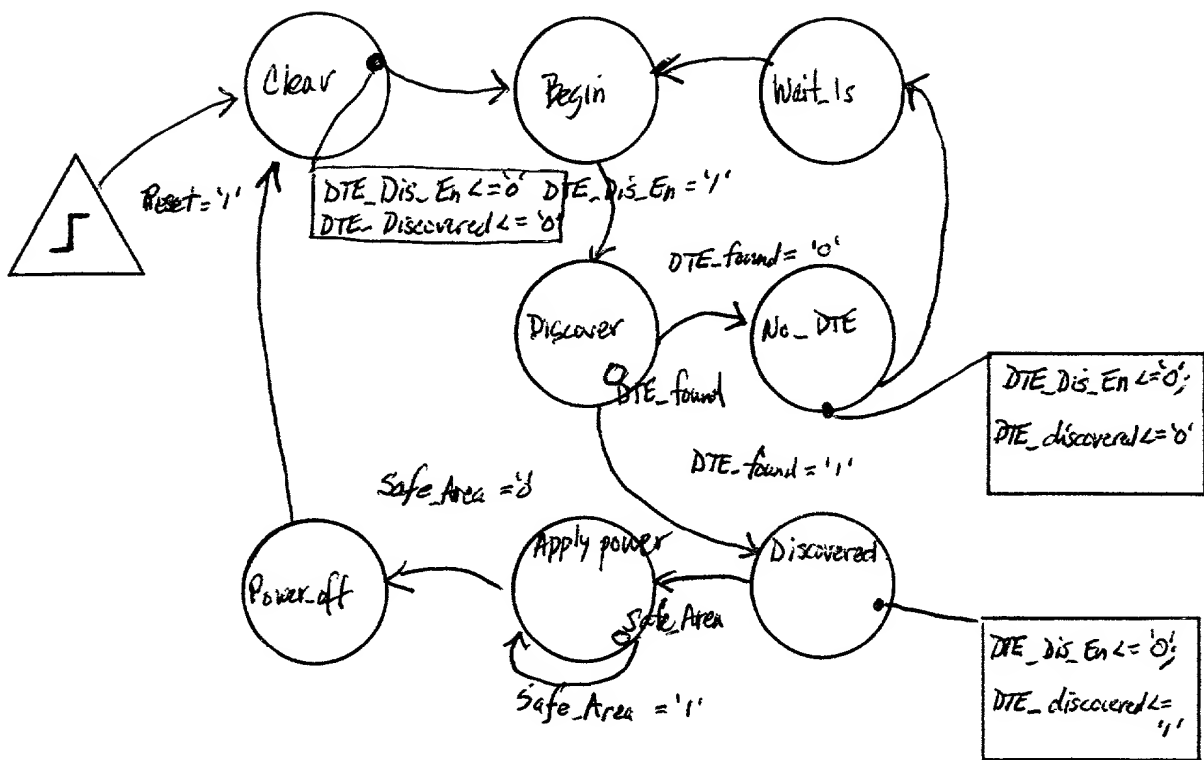 Clear
Begin
Wait_1s
Reset = '1'
DTE_Dis_En <= '0'
DTE_Discovered <= '0'
DTE_Dis_En = '1'
DTE_found = '0'
Discover
No_DTE
DTE_found
DTE_Dis_En <= '0';
DTE_discovered <= '0'
DTE_found = '1'
Safe_Area = '0'
Apply power
Discovered
Power_off
Safe_Area
Safe_Area = '1'
DTE_Dis_En <= '0';
DTE_discovered <=
'1'